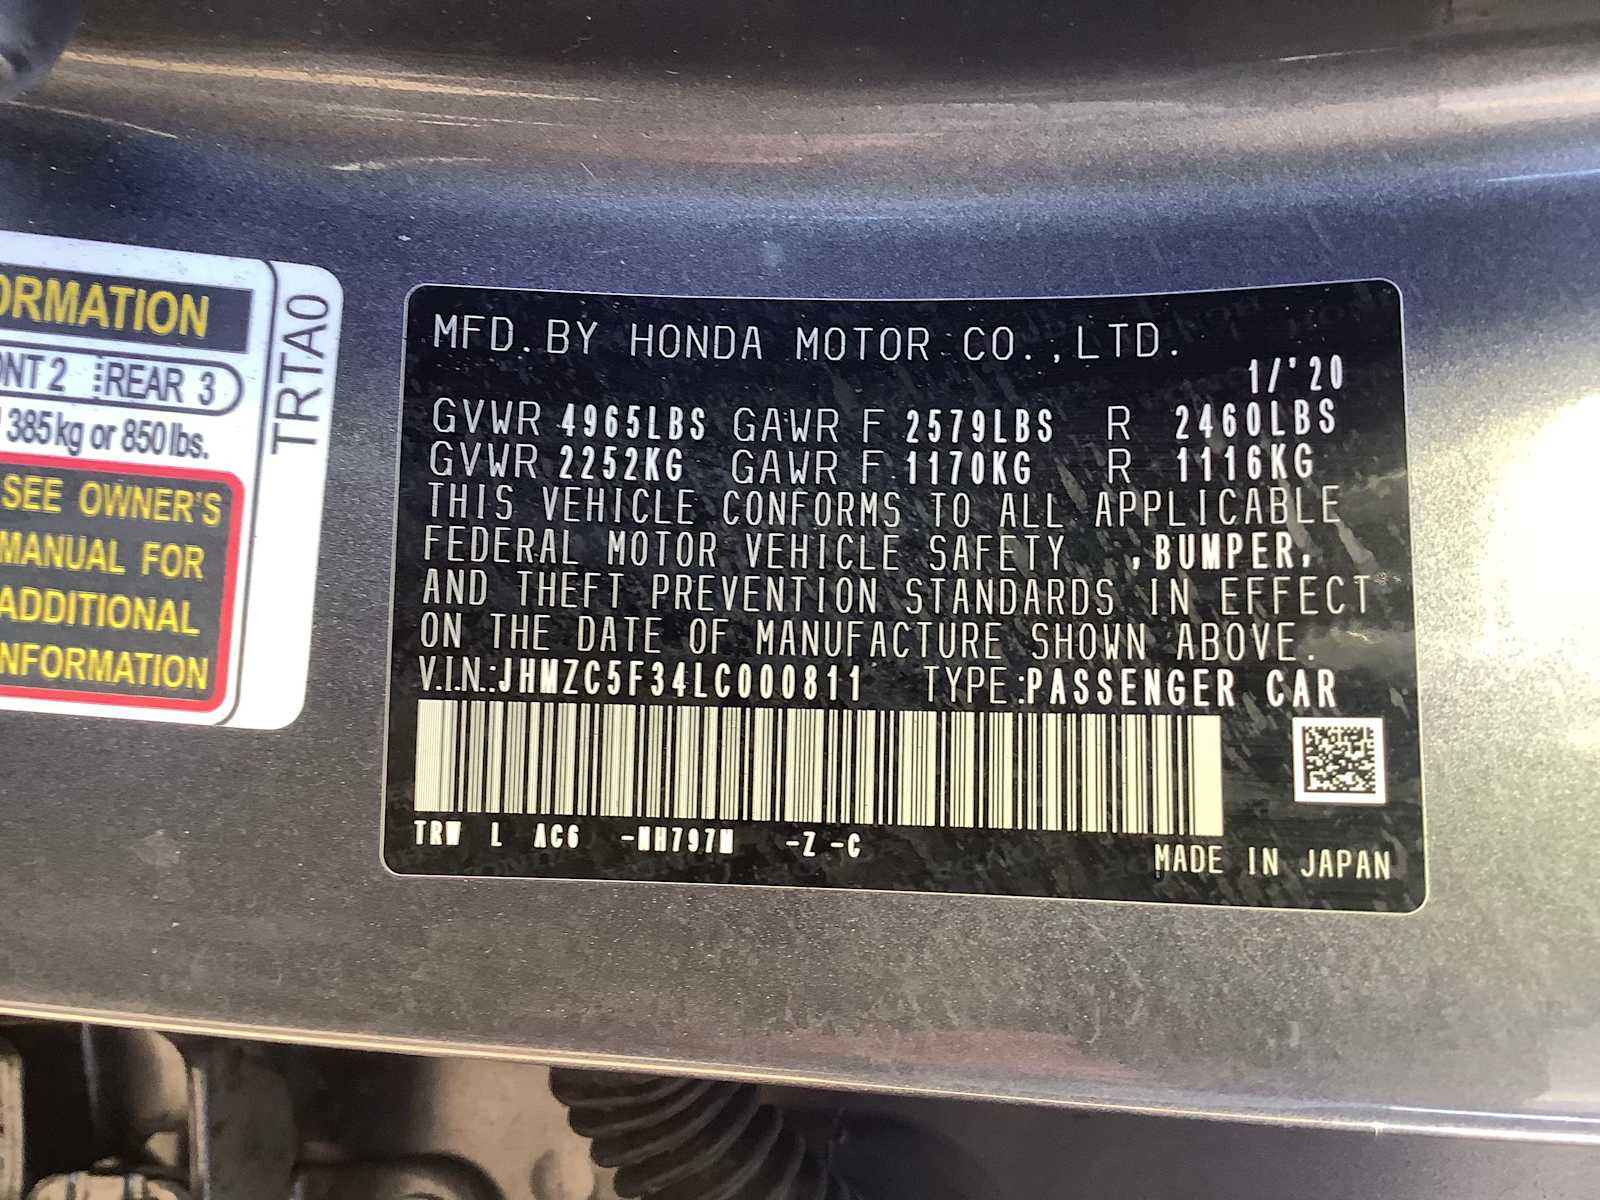 ORMATION
ONT 2 REAR 3
385 kg or 850 lbs.
SEE OWNER'S
MANUAL FOR
ADDITIONAL
INFORMATION
TRTA0
MFD. BY HONDA MOTOR CO., LTD.
1/'20
GVWR 4965LBS GAWR F 2579LBS R 2460LBS
GVWR 2252KG GAWR F 1170KG R 1116KG
THIS VEHICLE CONFORMS TO ALL APPLICABLE
FEDERAL MOTOR VEHICLE SAFETY , BUMPER,
AND THEFT PREVENTION STANDARDS IN EFFECT
ON THE DATE OF MANUFACTURE SHOWN ABOVE.
V.I.N.:JHMZC5F34LC000811 TYPE:PASSENGER CAR
TRW L AC6 -NH797M -Z -C
MADE IN JAPAN